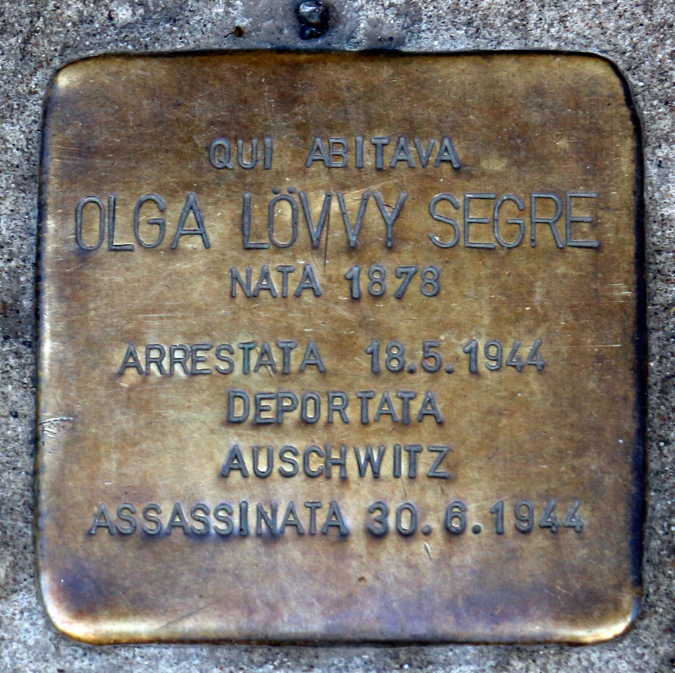 QUI ABITAVA
OLGA LÖVVY SEGRE
NATA 1878
ARRESTATA 18.5.1944
DEPORTATA
AUSCHWITZ
ASSASSINATA 30.6.1944